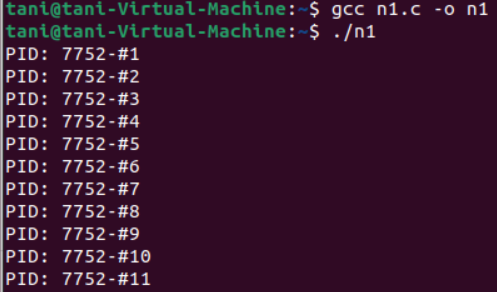 tani@tani-Virtual-Machine:~$ gcc n1.c -o n1
tani@tani-Virtual-Machine:~$ ./n1
PID: 7752-#1
PID: 7752-#2
PID: 7752-#3
PID: 7752-#4
PID: 7752-#5
PID: 7752-#6
PID: 7752-#7
PID: 7752-#8
PID: 7752-#9
PID: 7752-#10
PID: 7752-#11